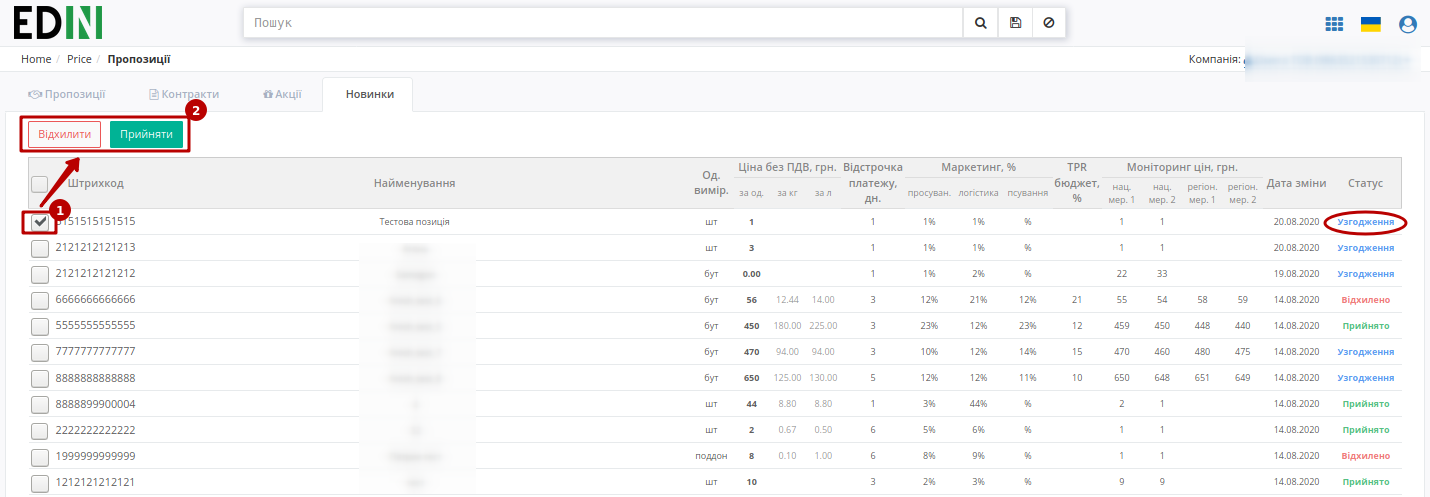 EDIN
Пошук
Home / Price / Пропозиції
Компанія:
Пропозиції Контракти Акції Новинки
2
Відхилити Прийняти
Штрихкод Найменування Од. вимір. Ціна без ПДВ, грн. Відстрочка платежу, дн. Маркетинг, % TPR бюджет, % Моніторинг цін, грн. Дата зміни Статус
за од. за кг за л просуван. логістика псування нац. мер. 1 нац. мер. 2 регіон. мер. 1 регіон. мер. 2
1
5151515151515 Тестова позиція шт 1 1 1% 1% % 1 1 20.08.2020 Узгодження
2121212121213 шт 3 1 1% 1% % 1 1 20.08.2020 Узгодження
2121212121212 бут 0.00 1 1% 2% % 22 33 19.08.2020 Узгодження
6666666666666 бут 56 12.44 14.00 3 12% 21% 12% 21 55 54 58 59 14.08.2020 Відхилено
5555555555555 бут 450 180.00 225.00 3 23% 12% 23% 12 459 450 448 440 14.08.2020 Прийнято
7777777777777 бут 470 94.00 94.00 3 10% 12% 14% 15 470 460 480 475 14.08.2020 Узгодження
8888888888888 бут 650 125.00 130.00 5 12% 12% 11% 10 650 648 651 649 14.08.2020 Узгодження
8888899900004 шт 44 8.80 8.80 1 3% 44% % 2 1 14.08.2020 Прийнято
2222222222222 шт 2 0.67 0.50 6 5% 6% % 1 1 14.08.2020 Прийнято
1999999999999 поддон 8 0.10 1.00 6 8% 9% % 1 1 14.08.2020 Відхилено
1212121212121 шт 10 3 2% 3% % 9 9 14.08.2020 Прийнято